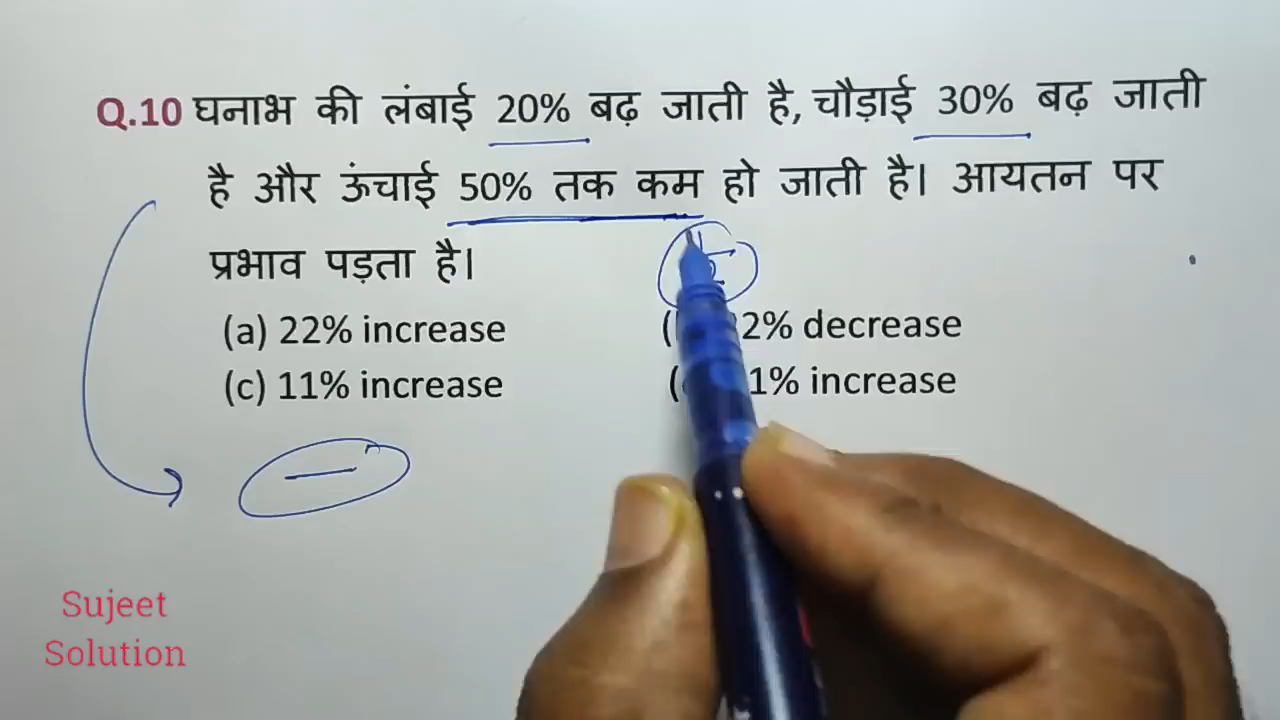 Q.10 घनाभ की लंबाई 20% बढ़ जाती है, चौड़ाई 30% बढ़ जाती
है और ऊंचाई 50% तक कम हो जाती है। आयतन पर
प्रभाव पड़ता है।
(a) 22% increase
2% decrease
(c) 11% increase
1% increase
Sujeet
Solution